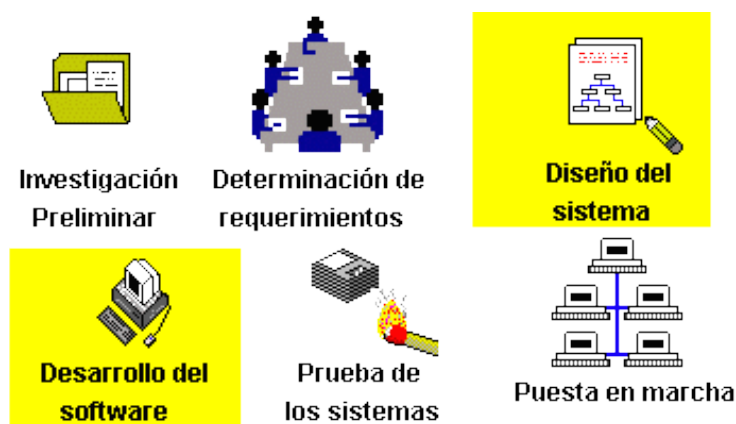 Investigación
Preliminar
Determinación de
requerimientos
Diseño del
sistema
Desarrollo del
software
Prueba de
los sistemas
Puesta en marcha